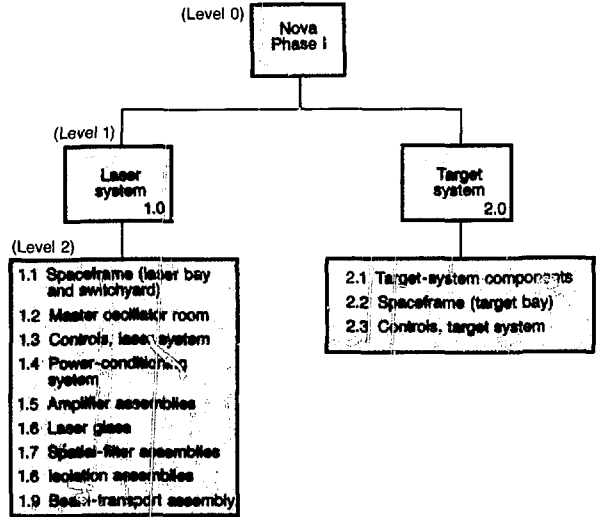 (Level 0)
Nova
Phase I
(Level 1)
Laser
system
1.0
Target
system
2.0
(Level 2)
1.1 Spaceframe (laser bay
and switchyard)
1.2 Master oscillator room
1.3 Controls, laser system
1.4 Power-conditioning
system
1.5 Amplifier assemblies
1.6 Laser glass
1.7 Spatial-filter assemblies
1.8 Isolation assemblies
1.9 Beam-transport assembly
2.1 Target-system components
2.2 Spaceframe (target bay)
2.3 Controls, target system